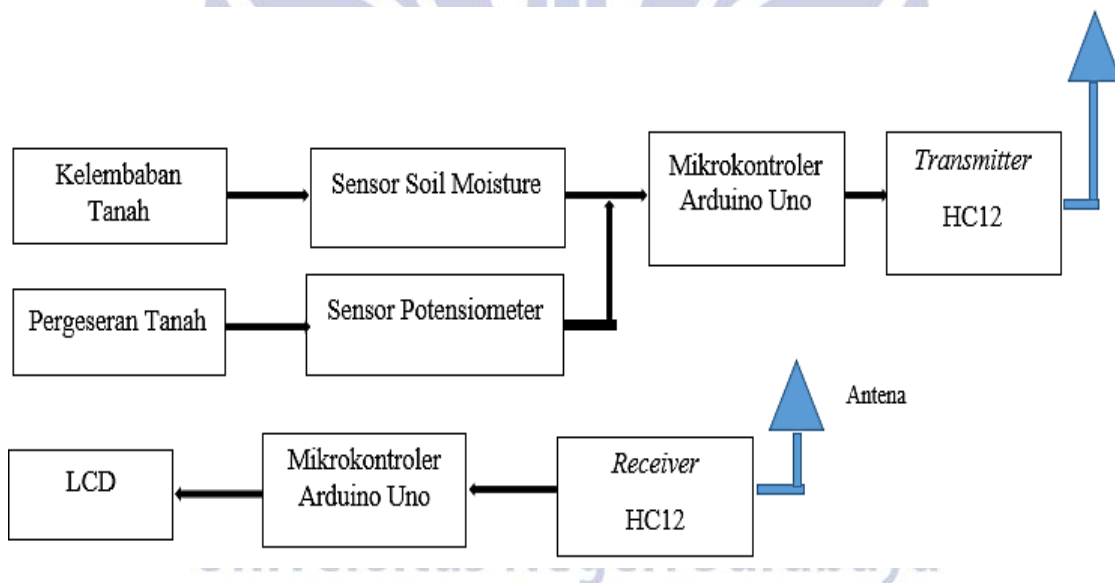 Kelembaban
Tanah
Sensor Soil Moisture
Mikrokontroler
Arduino Uno
Transmitter
HC12
Pergeseran Tanah
Sensor Potensiometer
Antena
LCD
Mikrokontroler
Arduino Uno
Receiver
HC12